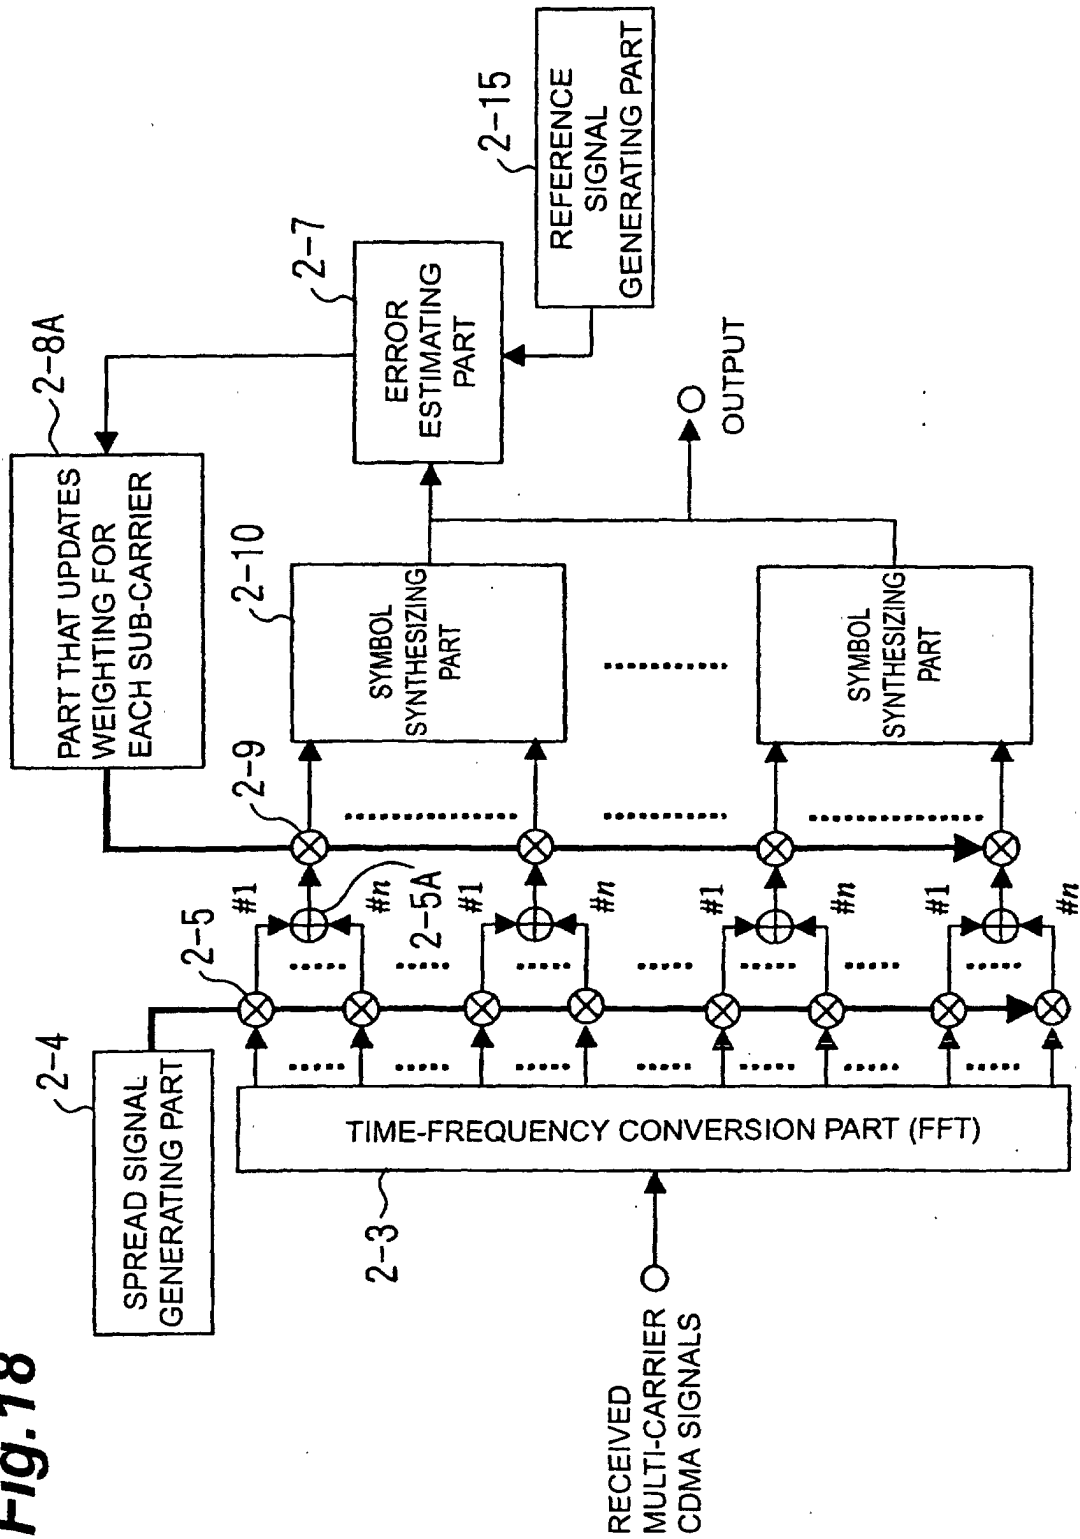 Fig.18
SPREAD SIGNAL
GENERATING PART
2-4
2-5
#1
#n
2-5A
#1
#n
#1
#n
#1
#n
TIME-FREQUENCY CONVERSION PART (FFT)
2-3
RECEIVED
MULTI-CARRIER
CDMA SIGNALS
PART THAT UPDATES
WEIGHTING FOR
EACH SUB-CARRIER
2-8A
2-9
2-10
SYMBOL
SYNTHESIZING
PART
SYMBOL
SYNTHESIZING
PART
ERROR
ESTIMATING
PART
2-7
OUTPUT
REFERENCE
SIGNAL
GENERATING PART
2-15